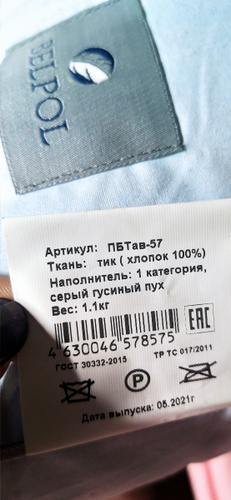 BELPOL
Артикул: ПБТав-57
Ткань: тик ( хлопок 100%)
Наполнитель: 1 категория,
серый гусиный пух
Вес: 1.1кг
EAC
4 630046 578575
ГОСТ 30332-2015 ТР ТС 017/2011
P
Дата выпуска: 05.2021г